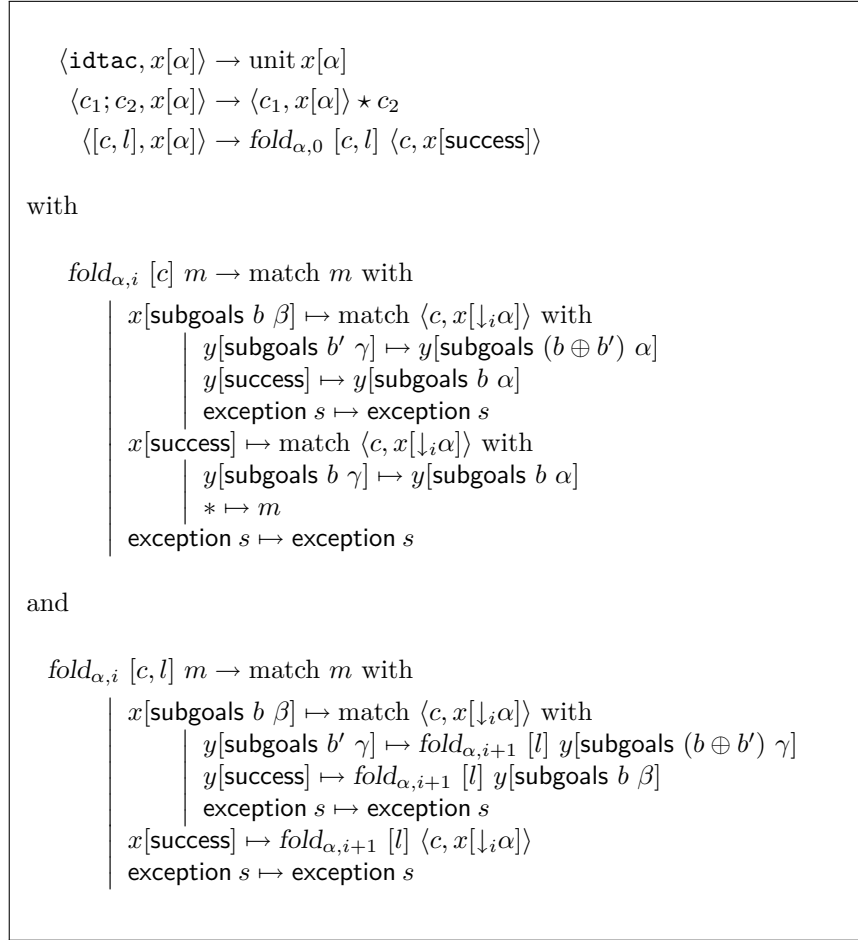 ⟨idtac, x[α]⟩ → unit x[α]
⟨c₁; c₂, x[α]⟩ → ⟨c₁, x[α]⟩ ⋆ c₂
⟨[c, l], x[α]⟩ → fold_{α,0} [c, l] ⟨c, x[success]⟩
with
fold_{α,i} [c] m → match m with
x[subgoals b β] ↦ match ⟨c, x[↓ᵢα]⟩ with
y[subgoals b′ γ] ↦ y[subgoals (b ⊕ b′) α]
y[success] ↦ y[subgoals b α]
exception s ↦ exception s
x[success] ↦ match ⟨c, x[↓ᵢα]⟩ with
y[subgoals b γ] ↦ y[subgoals b α]
∗ ↦ m
exception s ↦ exception s
and
fold_{α,i} [c, l] m → match m with
x[subgoals b β] ↦ match ⟨c, x[↓ᵢα]⟩ with
y[subgoals b′ γ] ↦ fold_{α,i+1} [l] y[subgoals (b ⊕ b′) γ]
y[success] ↦ fold_{α,i+1} [l] y[subgoals b β]
exception s ↦ exception s
x[success] ↦ fold_{α,i+1} [l] ⟨c, x[↓ᵢα]⟩
exception s ↦ exception s